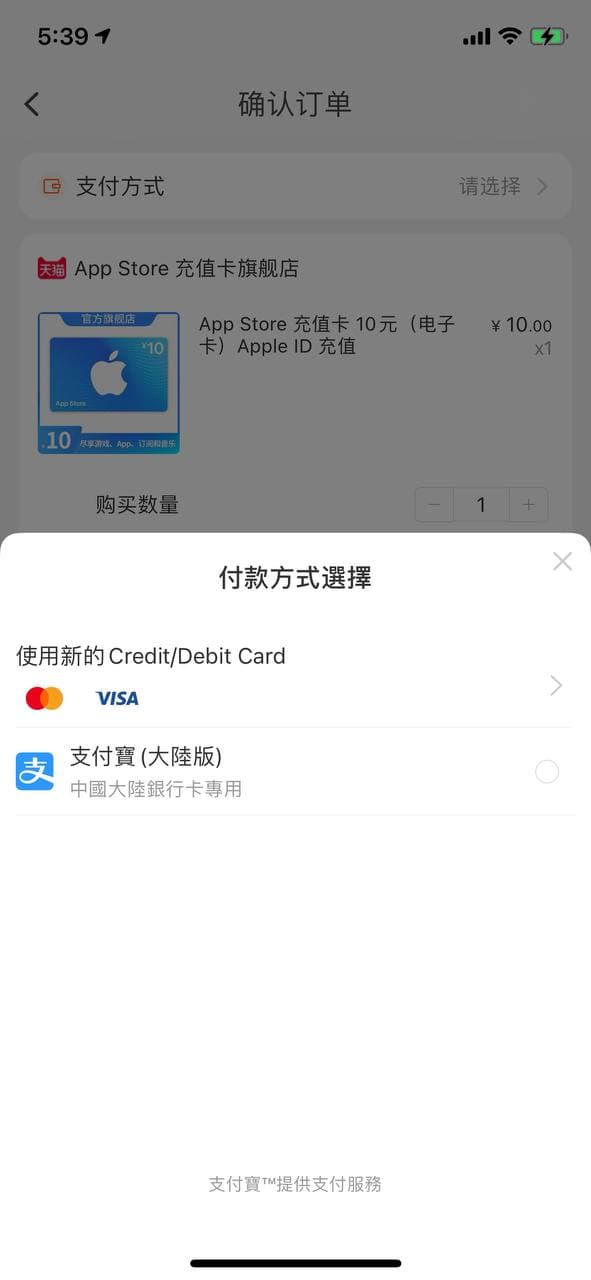 5:39
确认订单
支付方式
请选择
天猫 App Store 充值卡旗舰店
官方旗舰店
¥10
App Store
10 尽享游戏、App、订阅和音乐
App Store 充值卡 10元（电子
卡）Apple ID 充值
¥ 10.00
x1
购买数量
− 1 +
付款方式選擇
使用新的Credit/Debit Card
VISA
支
支付寶 (大陸版)
中國大陸銀行卡專用
支付寶™提供支付服務